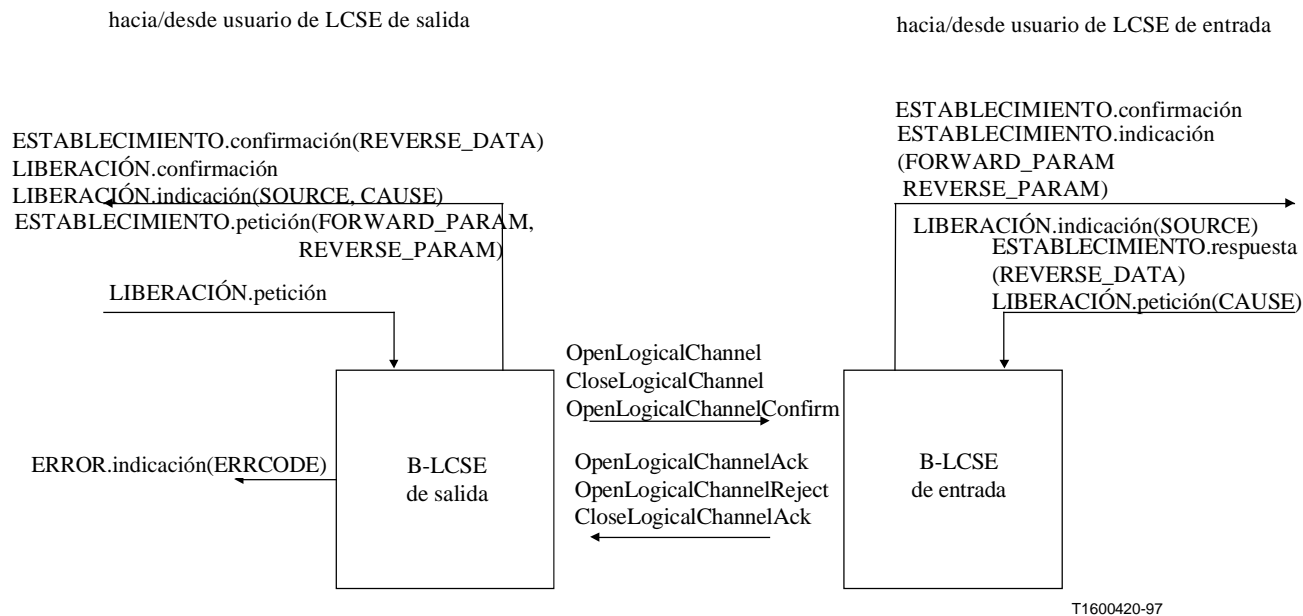 hacia/desde usuario de LCSE de salida
hacia/desde usuario de LCSE de entrada
ESTABLECIMIENTO.confirmación(REVERSE_DATA)
LIBERACIÓN.confirmación
LIBERACIÓN.indicación(SOURCE, CAUSE)
ESTABLECIMIENTO.petición(FORWARD_PARAM,
REVERSE_PARAM)
LIBERACIÓN.petición
ESTABLECIMIENTO.confirmación
ESTABLECIMIENTO.indicación
(FORWARD_PARAM
REVERSE_PARAM)
LIBERACIÓN.indicación(SOURCE)
ESTABLECIMIENTO.respuesta
(REVERSE_DATA)
LIBERACIÓN.petición(CAUSE)
OpenLogicalChannel
CloseLogicalChannel
OpenLogicalChannelConfirm
ERROR.indicación(ERRCODE)
B-LCSE
de salida
OpenLogicalChannelAck
OpenLogicalChannelReject
CloseLogicalChannelAck
B-LCSE
de entrada
T1600420-97